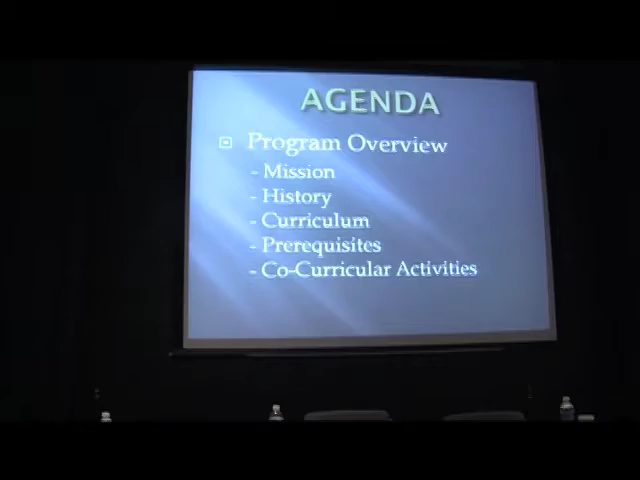 AGENDA
Program Overview
- Mission
- History
- Curriculum
- Prerequisites
- Co-Curricular Activities